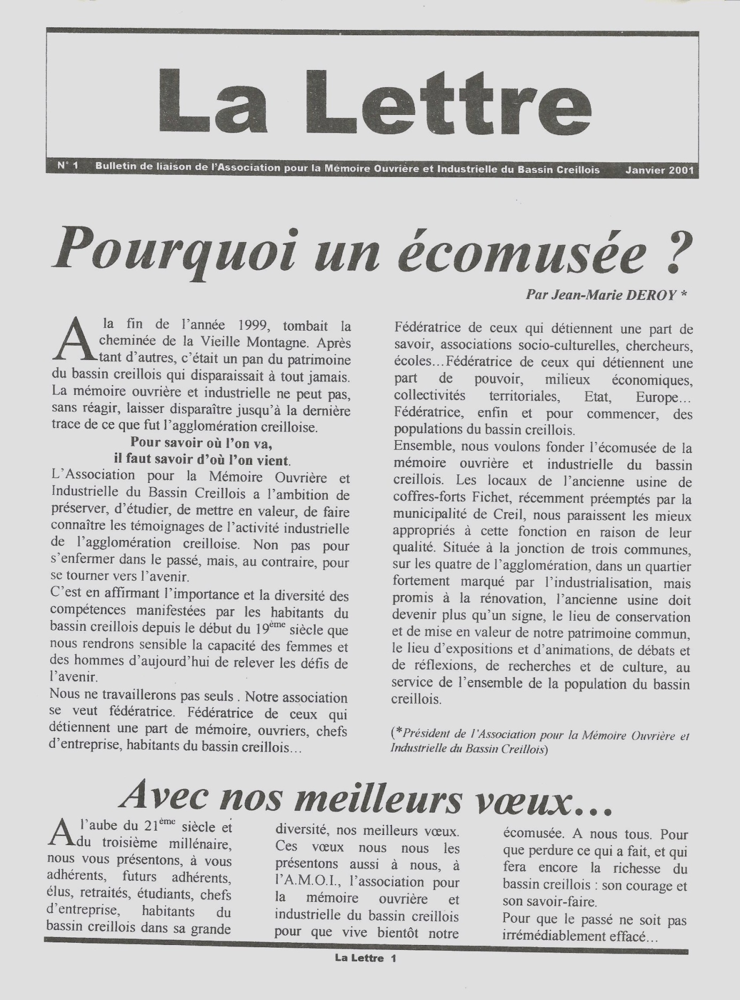 La Lettre
N° 1 Bulletin de liaison de l'Association pour la Mémoire Ouvrière et Industrielle du Bassin Creillois Janvier 2001
Pourquoi un écomusée ?
Par Jean-Marie DEROY *
A la fin de l'année 1999, tombait la
cheminée de la Vieille Montagne. Après
tant d'autres, c'était un pan du patrimoine
du bassin creillois qui disparaissait à tout jamais.
La mémoire ouvrière et industrielle ne peut pas,
sans réagir, laisser disparaître jusqu'à la dernière
trace de ce que fut l'agglomération creilloise.
Pour savoir où l'on va,
il faut savoir d'où l'on vient.
L'Association pour la Mémoire Ouvrière et
Industrielle du Bassin Creillois a l'ambition de
préserver, d'étudier, de mettre en valeur, de faire
connaître les témoignages de l'activité industrielle
de l'agglomération creilloise. Non pas pour
s'enfermer dans le passé, mais, au contraire, pour
se tourner vers l'avenir.
C'est en affirmant l'importance et la diversité des
compétences manifestées par les habitants du
bassin creillois depuis le début du 19ème siècle que
nous rendrons sensible la capacité des femmes et
des hommes d'aujourd'hui de relever les défis de
l'avenir.
Nous ne travaillerons pas seuls . Notre association
se veut fédératrice. Fédératrice de ceux qui
détiennent une part de mémoire, ouvriers, chefs
d'entreprise, habitants du bassin creillois...
Fédératrice de ceux qui détiennent une part de
savoir, associations socio-culturelles, chercheurs,
écoles...Fédératrice de ceux qui détiennent une
part de pouvoir, milieux économiques,
collectivités territoriales, Etat, Europe...
Fédératrice, enfin et pour commencer, des
populations du bassin creillois.
Ensemble, nous voulons fonder l'écomusée de la
mémoire ouvrière et industrielle du bassin
creillois. Les locaux de l'ancienne usine de
coffres-forts Fichet, récemment préemptés par la
municipalité de Creil, nous paraissent les mieux
appropriés à cette fonction en raison de leur
qualité. Située à la jonction de trois communes,
sur les quatre de l'agglomération, dans un quartier
fortement marqué par l'industrialisation, mais
promis à la rénovation, l'ancienne usine doit
devenir plus qu'un signe, le lieu de conservation
et de mise en valeur de notre patrimoine commun,
le lieu d'expositions et d'animations, de débats et
de réflexions, de recherches et de culture, au
service de l'ensemble de la population du bassin
creillois.
(*Président de l'Association pour la Mémoire Ouvrière et
Industrielle du Bassin Creillois)
Avec nos meilleurs vœux...
A l'aube du 21ème siècle et
du troisième millénaire,
nous vous présentons, à vous
adhérents, futurs adhérents,
élus, retraités, étudiants, chefs
d'entreprise, habitants du
bassin creillois dans sa grande
diversité, nos meilleurs vœux.
Ces vœux nous nous les
présentons aussi à nous, à
l'A.M.O.I., l'association pour
la mémoire ouvrière et
industrielle du bassin creillois
pour que vive bientôt notre
écomusée. A nous tous. Pour
que perdure ce qui a fait, et qui
fera encore la richesse du
bassin creillois : son courage et
son savoir-faire.
Pour que le passé ne soit pas
irrémédiablement effacé...
La Lettre 1